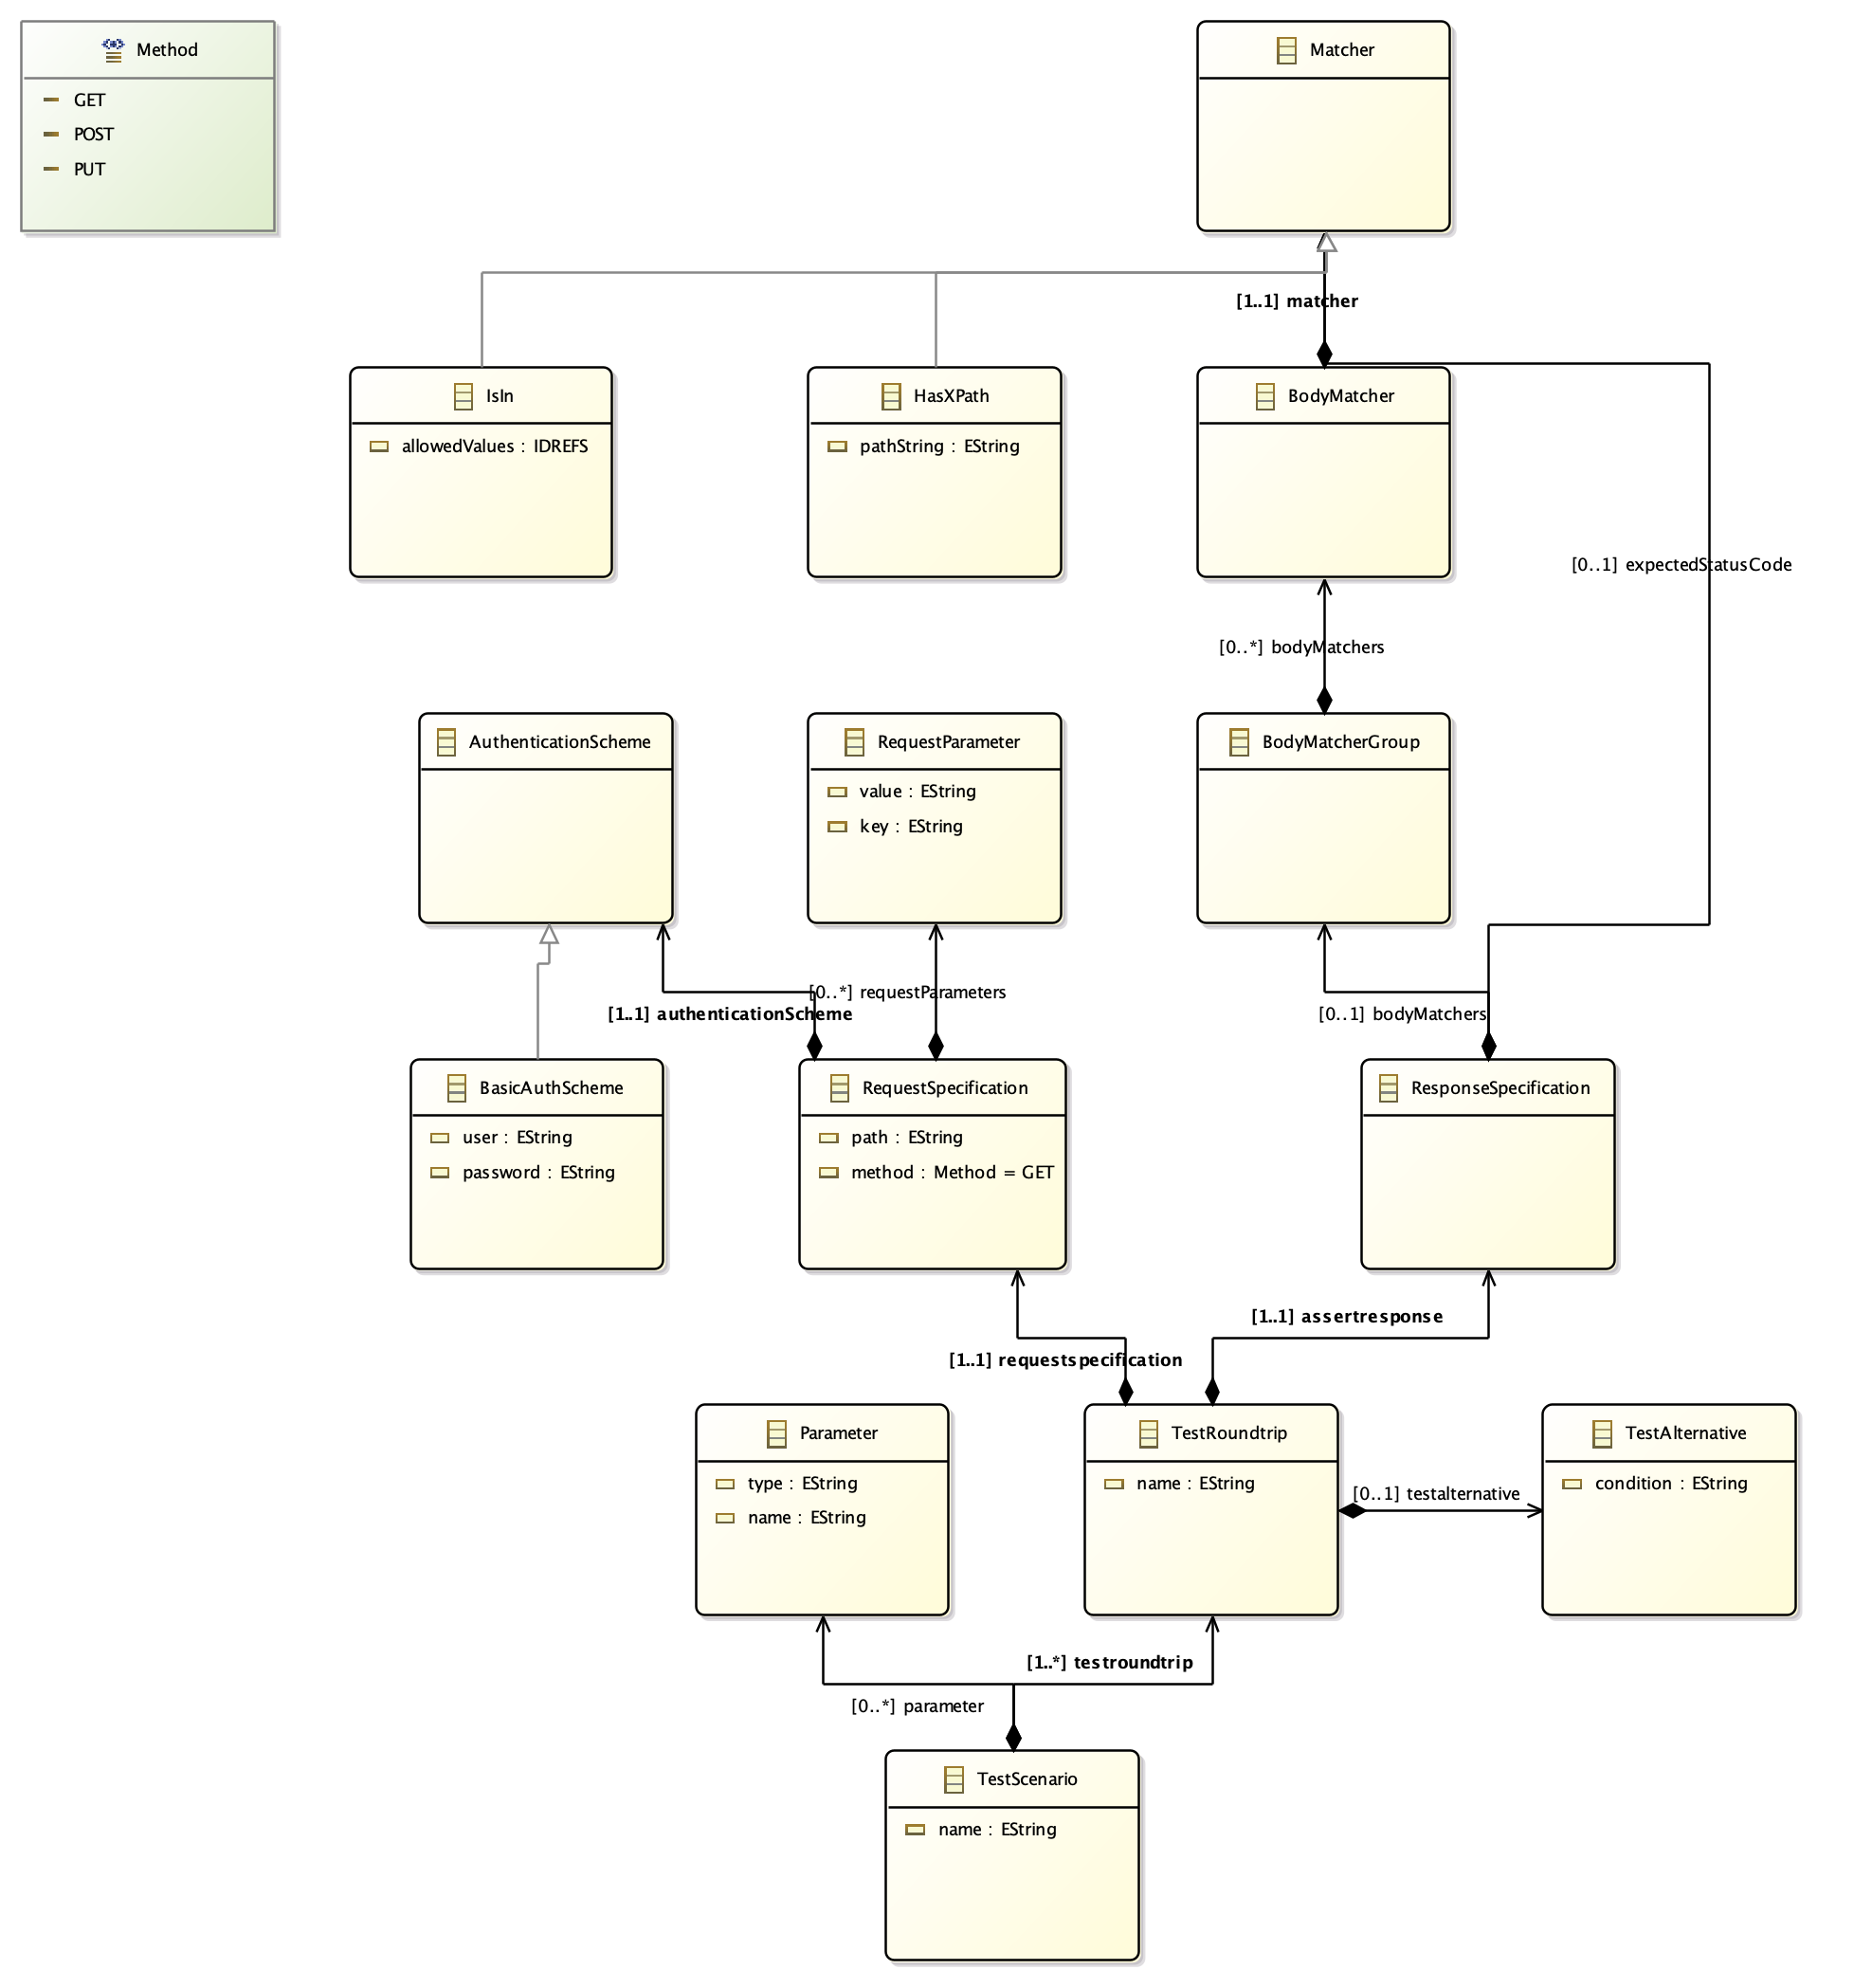 Method
GET
POST
PUT
Matcher
[1..1] matcher
IsIn
allowedValues : IDREFS
HasXPath
pathString : EString
BodyMatcher
[0..1] expectedStatusCode
[0..*] bodyMatchers
AuthenticationScheme
RequestParameter
value : EString
key : EString
BodyMatcherGroup
[0..*] requestParameters
[1..1] authenticationScheme
[0..1] bodyMatchers
BasicAuthScheme
user : EString
password : EString
RequestSpecification
path : EString
method : Method = GET
ResponseSpecification
[1..1] assertresponse
[1..1] requestspecification
Parameter
type : EString
name : EString
TestRoundtrip
name : EString
[0..1] testalternative
TestAlternative
condition : EString
[1..*] testroundtrip
[0..*] parameter
TestScenario
name : EString